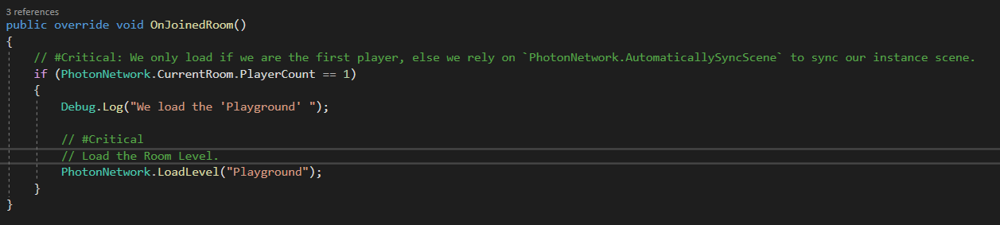 3 references
public override void OnJoinedRoom()
{
// #Critical: We only load if we are the first player, else we rely on `PhotonNetwork.AutomaticallySyncScene` to sync our instance scene.
if (PhotonNetwork.CurrentRoom.PlayerCount == 1)
{
Debug.Log("We load the 'Playground' ");
// #Critical
// Load the Room Level.
PhotonNetwork.LoadLevel("Playground");
}
}